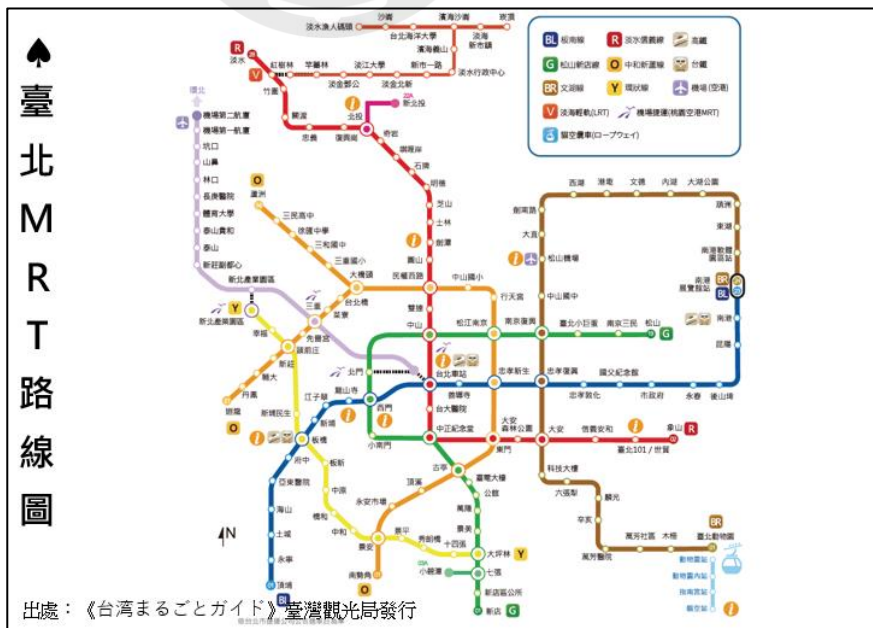 ♠臺北MRT路線圖
BL 板南線
R 淡水信義線
高鐵
G 松山新店線
O 中和新蘆線
台鐵
BR 文湖線
Y 環狀線
機場(空港)
V 淡海輕軌(LRT)
機場捷運(桃園空港MRT)
貓空纜車(ロープウェイ)
淡水漁人碼頭
沙崙
台北海洋大學
濱海沙崙
淡海新市鎮
崁頂
濱海義山
淡水行政中心
新市一路
淡金北新
淡江大學
淡金鄧公
竿蓁林
紅樹林
R
淡水
V
竹圍
關渡
忠義
復興崗
北投
新北投
奇岩
唭哩岸
石牌
明德
芝山
士林
劍潭
圓山
民權西路
雙連
中山
台北車站
台大醫院
中正紀念堂
東門
大安森林公園
大安
信義安和
臺北101/世貿
象山
R
環北
機場第二航廈
機場第一航廈
坑口
山鼻
林口
長庚醫院
體育大學
泰山貴和
泰山
新莊副都心
新北產業園區
三重
O
蘆洲
三民高中
徐匯中學
三和國中
三重國小
大橋頭
台北橋
菜寮
先嗇宮
頭前庄
新莊
輔大
丹鳳
迴龍
O
中山國小
行天宮
松江南京
忠孝新生
古亭
頂溪
永安市場
景安
南勢角
O
Y
新北產業園區
幸福
新埔民生
板橋
板新
中原
橋和
中和
景平
秀朗橋
十四張
大坪林
Y
西湖
港墘
文德
內湖
大湖公園
葫洲
東湖
南港軟體園區站
BR
BL
南港展覽館站
劍南路
大直
松山機場
中山國中
南京復興
忠孝復興
科技大樓
六張犁
麟光
辛亥
萬芳醫院
萬芳社區
木柵
BR
臺北動物園
動物園站
動物園內站
指南宮站
貓空站
南港
昆陽
後山埤
永春
市政府
國父紀念館
忠孝敦化
善導寺
西門
龍山寺
江子翠
新埔
府中
亞東醫院
海山
土城
永寧
頂埔
BL
臺北小巨蛋
南京三民
松山
G
北門
小南門
臺電大樓
公館
萬隆
景美
七張
小碧潭
新店區公所
新店
G
N
出處:《台湾まるごとガイド》臺灣觀光局發行